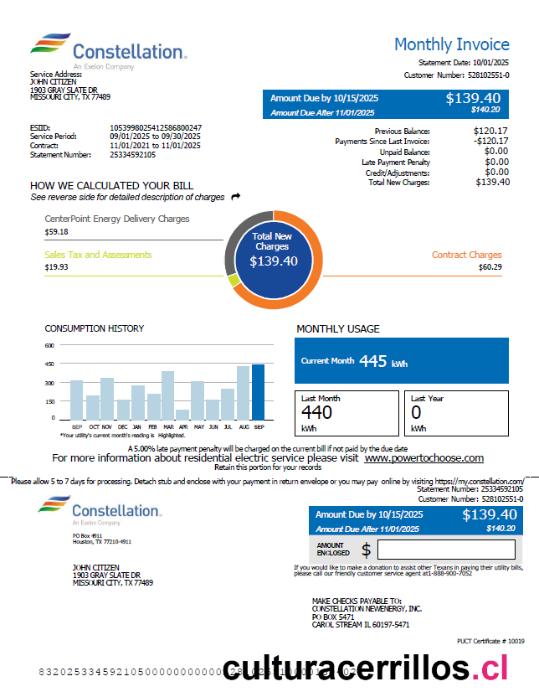 Constellation.
An Exelon Company
Monthly Invoice
Statement Date: 10/01/2025
Customer Number: 528102551-0
Service Address:
JOHN CITIZEN
1903 GRAY SLATE DR
MISSOURI CITY, TX 77489
Amount Due by 10/15/2025 $139.40
Amount Due After 11/01/2025 $140.20
ESIID: 1053998025412586800247
Service Period: 09/01/2025 to 09/30/2025
Contract: 11/01/2021 to 11/01/2025
Statement Number: 25334592105
Previous Balance: $120.17
Payments Since Last Invoice: -$120.17
Unpaid Balance: $0.00
Late Payment Penalty $0.00
Credit/Adjustments: $0.00
Total New Charges: $139.40
HOW WE CALCULATED YOUR BILL
See reverse side for detailed description of charges
CenterPoint Energy Delivery Charges
$59.18
Sales Tax and Assessments
$19.93
Total New
Charges
$139.40
Contract Charges
$60.29
CONSUMPTION HISTORY
600
450
300
150
0
SEP OCT NOV DEC JAN FEB MAR APR MAY JUN JUL AUG SEP
*Your utility's current month's reading is Highlighted.
MONTHLY USAGE
Current Month 445 kWh
Last Month
440
kWh
Last Year
0
kWh
A 5.00% late payment penalty will be charged on the current bill if not paid by the due date
For more information about residential electric service please visit www.powertochoose.com
Retain this portion for your records
Please allow 5 to 7 days for processing. Detach stub and enclose with your payment in return envelope or you may pay online by visiting https://my.constellation.com/
Statement Number: 25334592105
Customer Number: 528102551-0
Constellation.
An Exelon Company
PO Box 4911
Houston, TX 77210-4911
Amount Due by 10/15/2025 $139.40
Amount Due After 11/01/2025 $140.20
AMOUNT
ENCLOSED $
JOHN CITIZEN
1903 GRAY SLATE DR
MISSOURI CITY, TX 77489
If you would like to make a donation to assist other Texans in paying their utility bills,
please call our friendly customer service agent at1-888-900-7052
MAKE CHECKS PAYABLE TO:
CONSTELLATION NEWENERGY, INC.
PO BOX 5471
CAROL STREAM IL 60197-5471
PUCT Certificate # 10019
culturacerrillos.cl